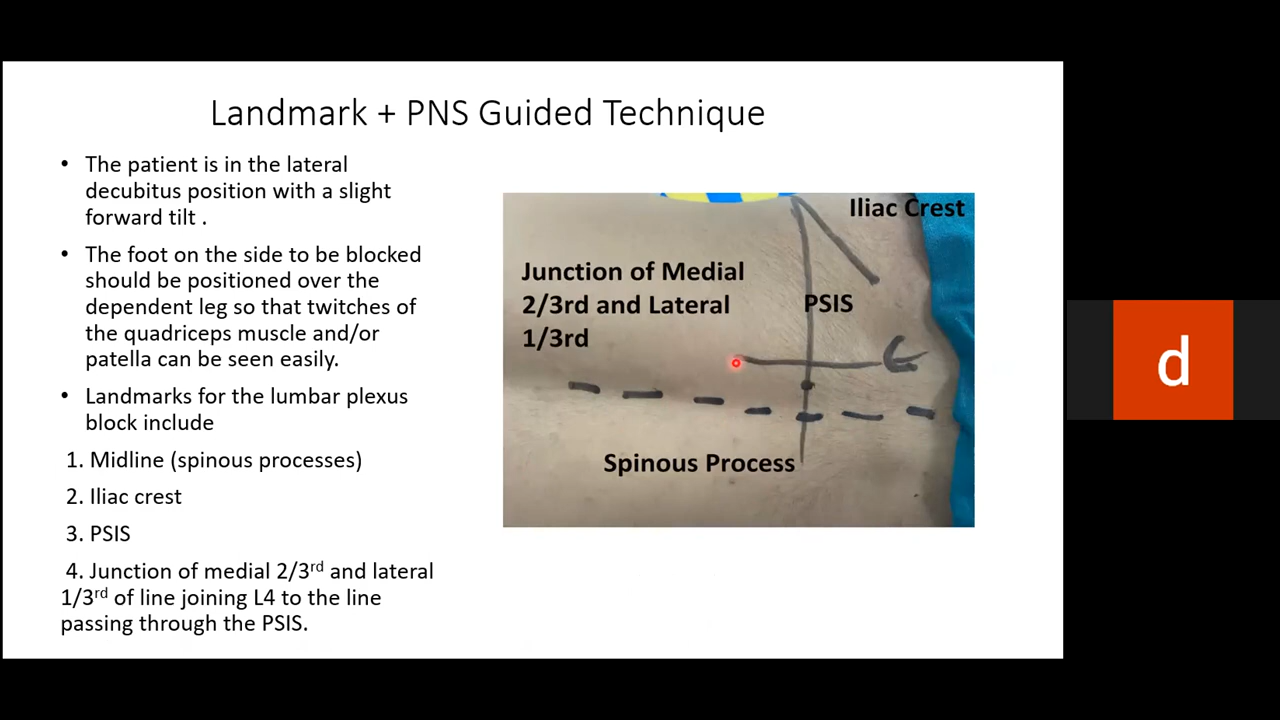 Landmark + PNS Guided Technique
• The patient is in the lateral
decubitus position with a slight
forward tilt .
• The foot on the side to be blocked
should be positioned over the
dependent leg so that twitches of
the quadriceps muscle and/or
patella can be seen easily.
• Landmarks for the lumbar plexus
block include
1. Midline (spinous processes)
2. Iliac crest
3. PSIS
4. Junction of medial 2/3rd and lateral
1/3rd of line joining L4 to the line
passing through the PSIS.
Iliac Crest
Junction of Medial
2/3rd and Lateral
1/3rd
PSIS
Spinous Process
d